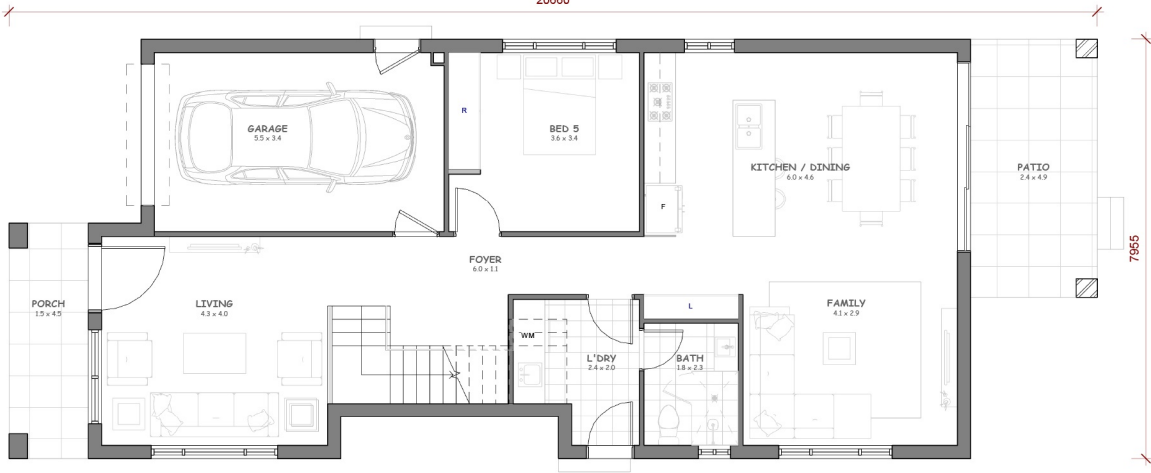 20660
GARAGE
5.5 x 3.4
R
BED 5
3.6 x 3.4
KITCHEN / DINING
6.0 x 4.6
PATIO
2.4 x 4.9
F
7955
FOYER
6.0 x 1.1
PORCH
1.5 x 4.5
LIVING
4.3 x 4.0
L
FAMILY
4.1 x 2.9
WM
L'DRY
2.4 x 2.0
BATH
1.8 x 2.3